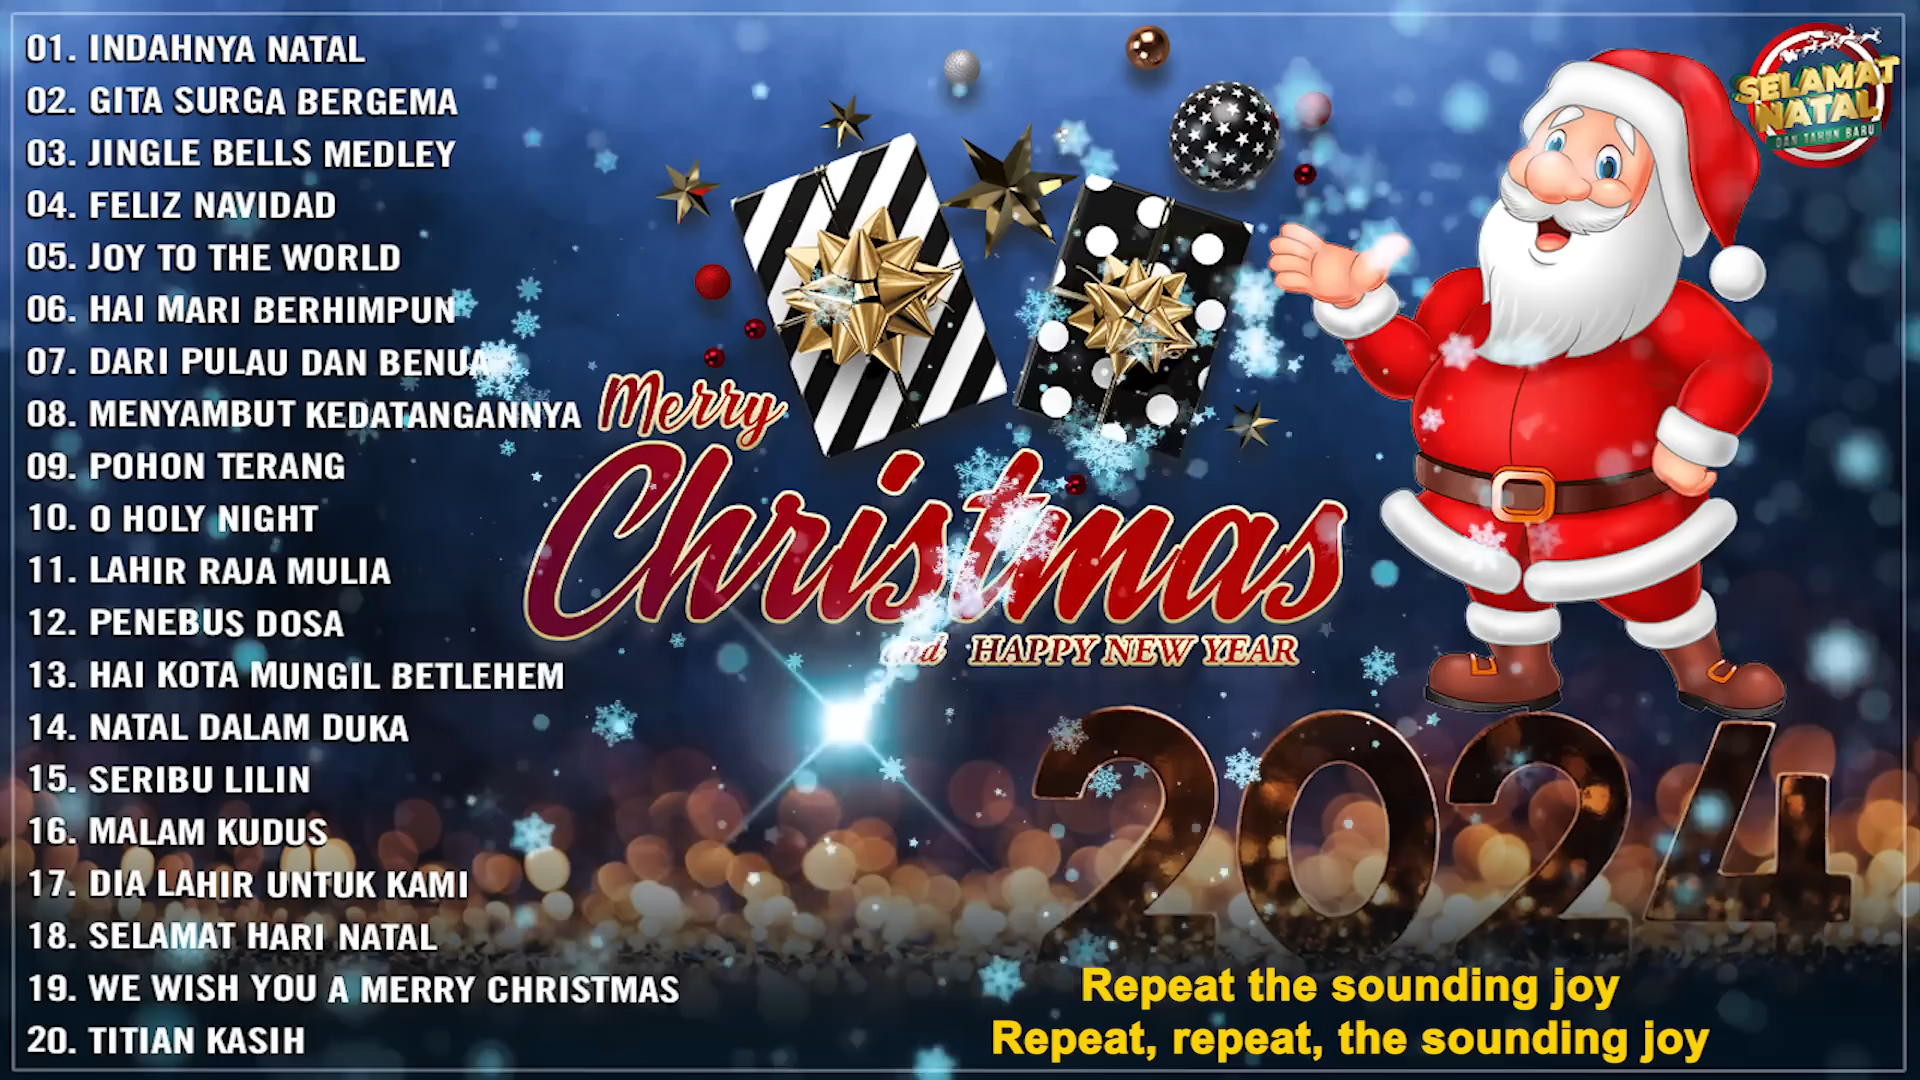 01. INDAHNYA NATAL
02. GITA SURGA BERGEMA
03. JINGLE BELLS MEDLEY
04. FELIZ NAVIDAD
05. JOY TO THE WORLD
06. HAI MARI BERHIMPUN
07. DARI PULAU DAN BENUA
08. MENYAMBUT KEDATANGANNYA
09. POHON TERANG
10. O HOLY NIGHT
11. LAHIR RAJA MULIA
12. PENEBUS DOSA
13. HAI KOTA MUNGIL BETLEHEM
14. NATAL DALAM DUKA
15. SERIBU LILIN
16. MALAM KUDUS
17. DIA LAHIR UNTUK KAMI
18. SELAMAT HARI NATAL
19. WE WISH YOU A MERRY CHRISTMAS
20. TITIAN KASIH
Merry
Christmas
and HAPPY NEW YEAR
SELAMAT
NATAL
DAN TAHUN BARU
2024
Repeat the sounding joy
Repeat, repeat, the sounding joy